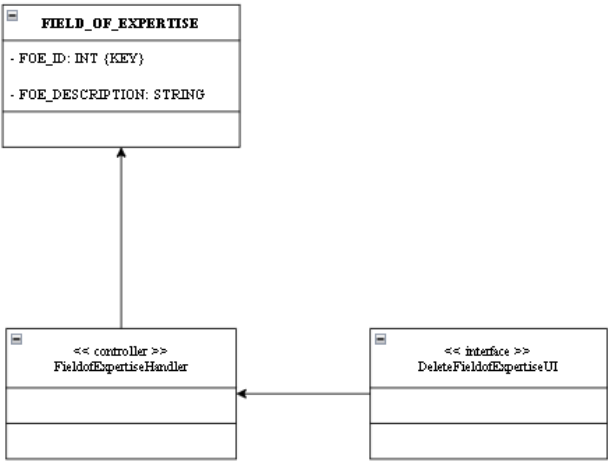 FIELD_OF_EXPERTISE
- FOE_ID: INT {KEY}
- FOE_DESCRIPTION: STRING
<< controller >>
FieldofExpertiseHandler
<< interface >>
DeleteFieldofExpertiseUI